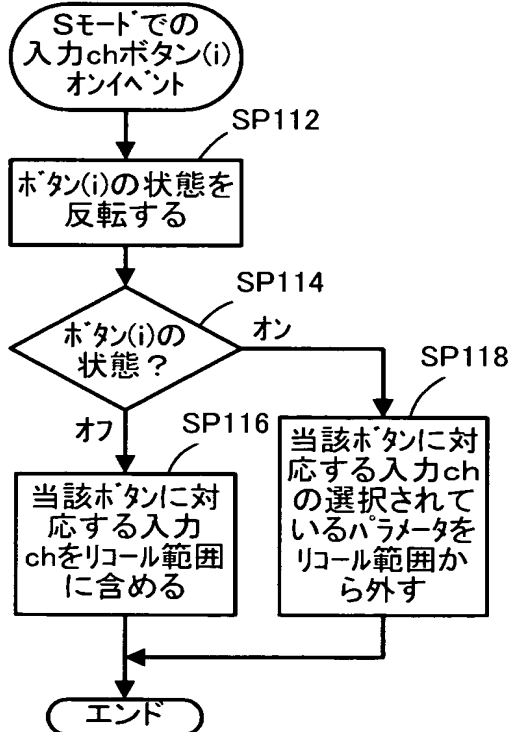 Sモードでの
入力chボタン(i)
オンイベント
SP112
ボタン(i)の状態を
反転する
SP114
ボタン(i)の
状態？
オン
オフ
SP116
当該ボタンに対
応する入力
chをリコール範囲
に含める
SP118
当該ボタンに対
応する入力ch
の選択されて
いるパラメータを
リコール範囲か
ら外す
エンド